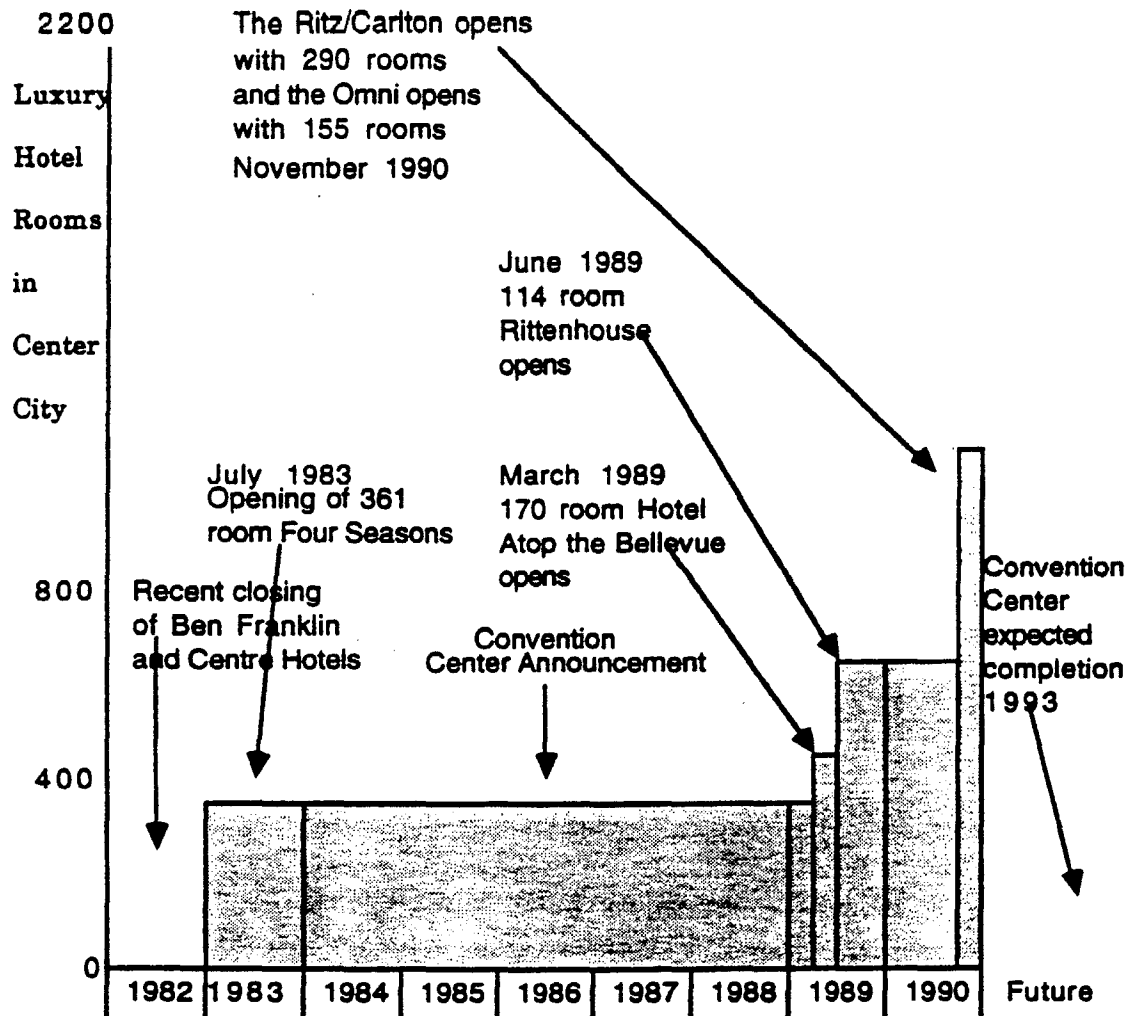 2200
Luxury
Hotel
Rooms
in
Center
City
800
400
0
The Ritz/Carlton opens
with 290 rooms
and the Omni opens
with 155 rooms
November 1990
June 1989
114 room
Rittenhouse
opens
July 1983
Opening of 361
room Four Seasons
March 1989
170 room Hotel
Atop the Bellevue
opens
Recent closing
of Ben Franklin
and Centre Hotels
Convention
Center Announcement
Convention
Center
expected
completion
1993
1982 1983 1984 1985 1986 1987 1988 1989 1990 Future